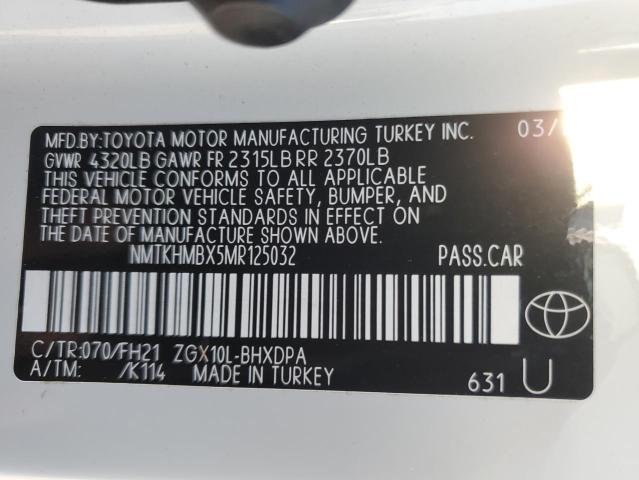 MFD.BY:TOYOTA MOTOR MANUFACTURING TURKEY INC. 03/
GVWR 4320LB GAWR FR 2315LB RR 2370LB
THIS VEHICLE CONFORMS TO ALL APPLICABLE
FEDERAL MOTOR VEHICLE SAFETY, BUMPER, AND
THEFT PREVENTION STANDARDS IN EFFECT ON
THE DATE OF MANUFACTURE SHOWN ABOVE.
NMTKHMBX5MR125032 PASS.CAR
C/TR:070/FH21 ZGX10L-BHXDPA
A/TM: /K114 MADE IN TURKEY 631 U